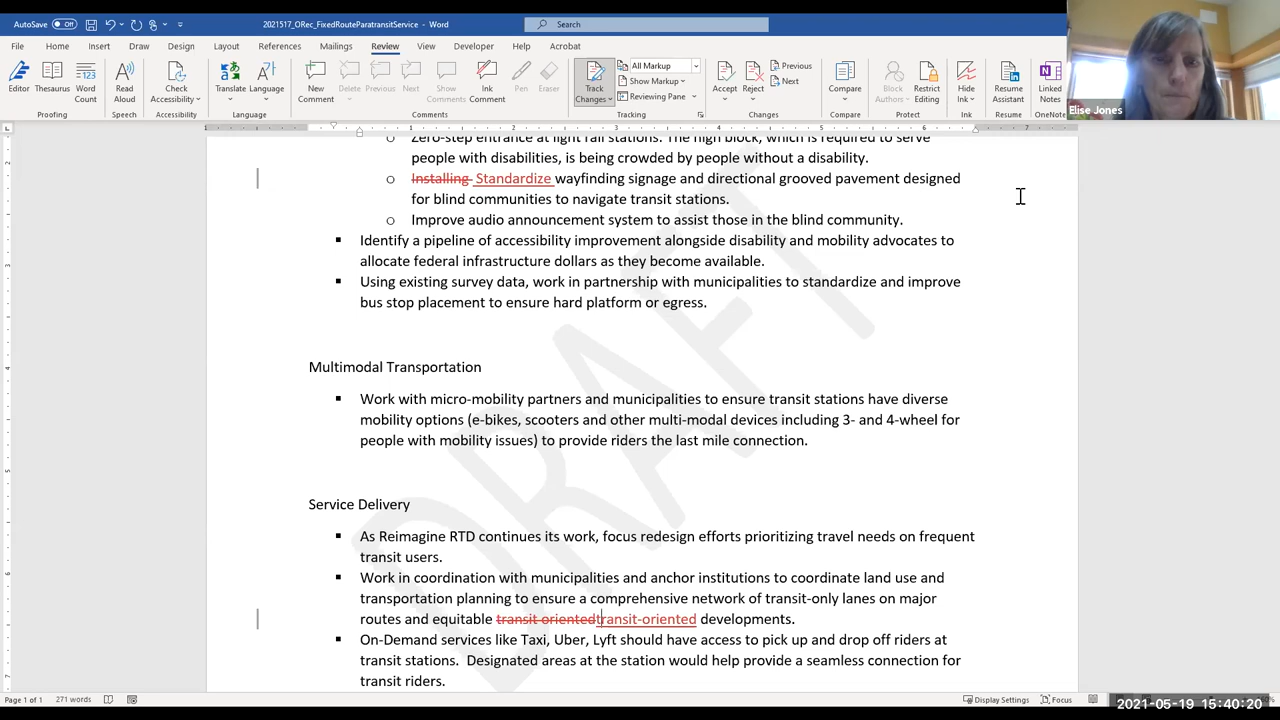 AutoSave Off 2021517_ORec_FixedRouteParatransitService - Word Search
File Home Insert Draw Design Layout References Mailings Review View Developer Help Acrobat
Editor Thesaurus Word Count Read Aloud Check Accessibility Translate Language New Comment Delete Previous Next Show Comments Ink Comment Pen Eraser Track Changes All Markup Show Markup Reviewing Pane Accept Reject Previous Next Compare Block Authors Restrict Editing Hide Ink Resume Assistant Linked Notes
Proofing Speech Accessibility Language Comments Tracking Changes Compare Protect Ink Resume OneNote
Elise Jones
DRAFT
o Zero-step entrance at light rail stations. The high block, which is required to serve
people with disabilities, is being crowded by people without a disability.
o Installing Standardize wayfinding signage and directional grooved pavement designed
for blind communities to navigate transit stations.
o Improve audio announcement system to assist those in the blind community.
▪ Identify a pipeline of accessibility improvement alongside disability and mobility advocates to
allocate federal infrastructure dollars as they become available.
▪ Using existing survey data, work in partnership with municipalities to standardize and improve
bus stop placement to ensure hard platform or egress.
Multimodal Transportation
▪ Work with micro-mobility partners and municipalities to ensure transit stations have diverse
mobility options (e-bikes, scooters and other multi-modal devices including 3- and 4-wheel for
people with mobility issues) to provide riders the last mile connection.
Service Delivery
▪ As Reimagine RTD continues its work, focus redesign efforts prioritizing travel needs on frequent
transit users.
▪ Work in coordination with municipalities and anchor institutions to coordinate land use and
transportation planning to ensure a comprehensive network of transit-only lanes on major
routes and equitable transit oriented transit-oriented developments.
▪ On-Demand services like Taxi, Uber, Lyft should have access to pick up and drop off riders at
transit stations. Designated areas at the station would help provide a seamless connection for
transit riders.
Page 1 of 1 271 words Display Settings Focus
2021-05-19 15:40:20